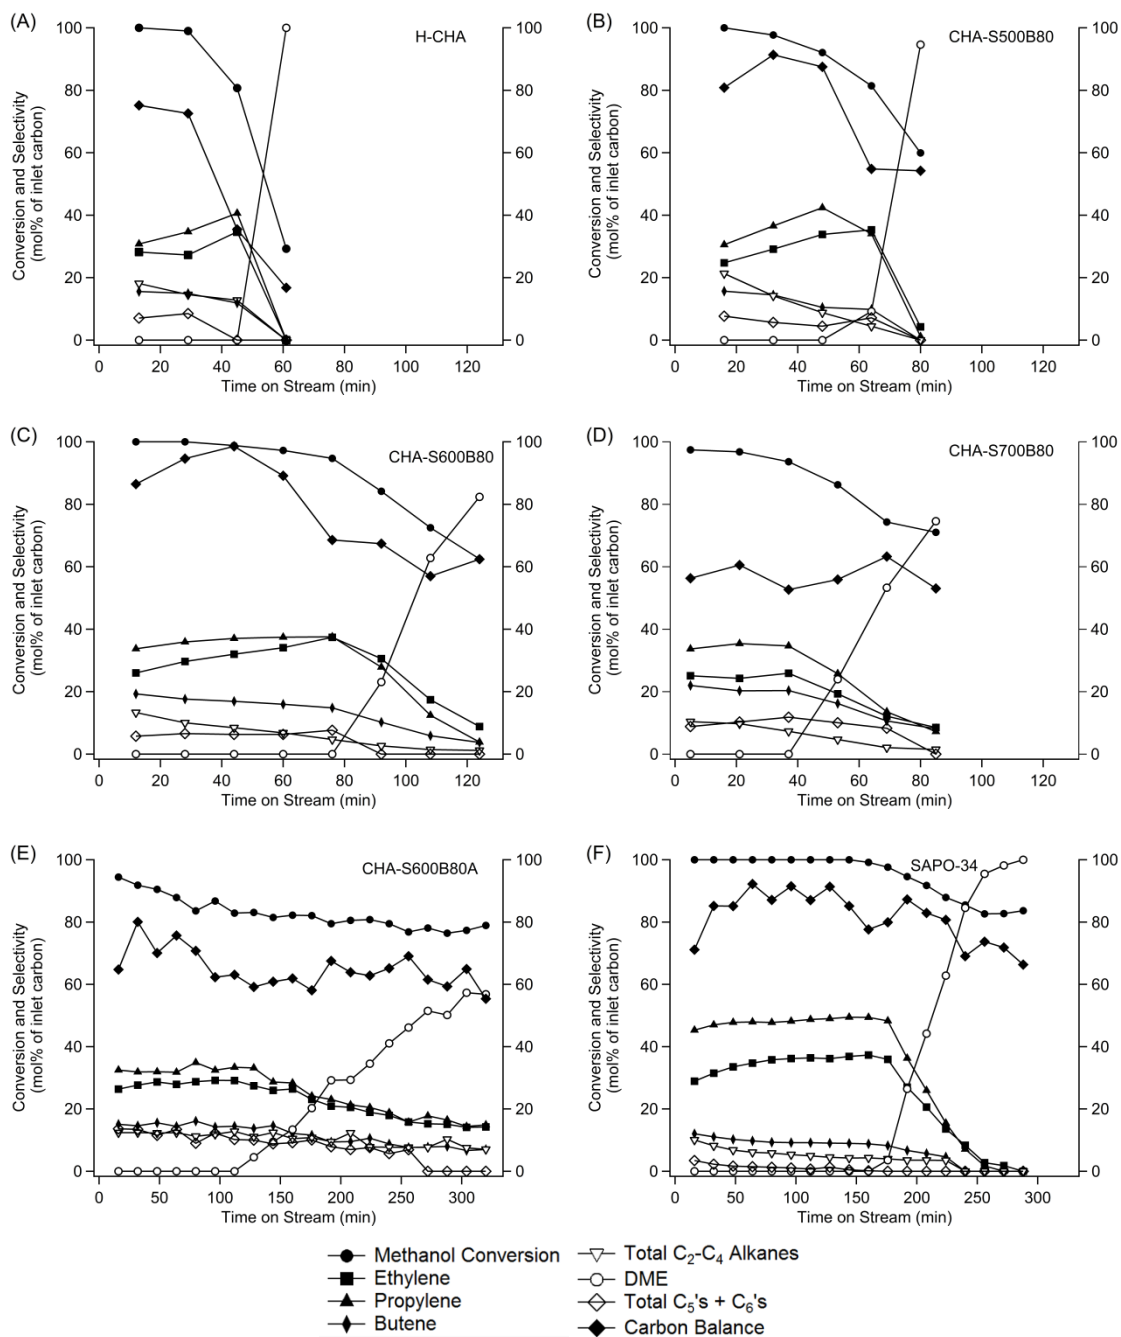 (A)
H-CHA
100
80
60
40
20
0
100
80
60
40
20
0
Conversion and Selectivity
(mol% of inlet carbon)
0 20 40 60 80 100 120
Time on Stream (min)
(B)
CHA-S500B80
100
80
60
40
20
0
100
80
60
40
20
0
Conversion and Selectivity
(mol% of inlet carbon)
0 20 40 60 80 100 120
Time on Stream (min)
(C)
CHA-S600B80
100
80
60
40
20
0
100
80
60
40
20
0
Conversion and Selectivity
(mol% of inlet carbon)
0 20 40 60 80 100 120
Time on Stream (min)
(D)
CHA-S700B80
100
80
60
40
20
0
100
80
60
40
20
0
Conversion and Selectivity
(mol% of inlet carbon)
0 20 40 60 80 100 120
Time on Stream (min)
(E)
CHA-S600B80A
100
80
60
40
20
0
100
80
60
40
20
0
Conversion and Selectivity
(mol% of inlet carbon)
0 50 100 150 200 250 300
Time on Stream (min)
(F)
SAPO-34
100
80
60
40
20
0
100
80
60
40
20
0
Conversion and Selectivity
(mol% of inlet carbon)
0 50 100 150 200 250 300
Time on Stream (min)
Methanol Conversion
Ethylene
Propylene
Butene
Total C₂-C₄ Alkanes
DME
Total C₅'s + C₆'s
Carbon Balance